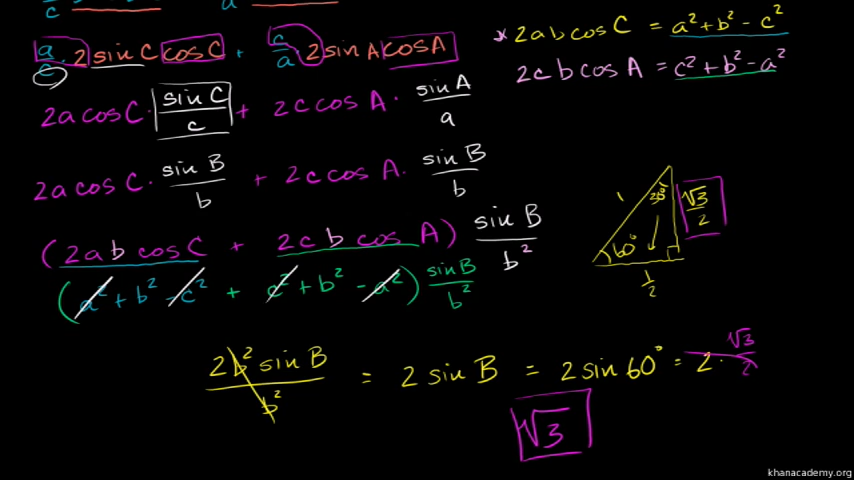 c a
a/c · 2 sin C cos C + c/a · 2 sin A cos A
* 2ab cos C = a² + b² - c²
2cb cos A = c² + b² - a²
2a cos C · sin C/c + 2c cos A · sin A/a
2a cos C · sin B/b + 2c cos A · sin B/b
(2ab cos C + 2cb cos A) sin B/b²
(a² + b² - c² + c² + b² - a²) sin B/b²
1 30° √3/2
60°
1/2
2b² sin B/b² = 2 sin B = 2 sin 60° = 2 · √3/2
√3
khanacademy.org